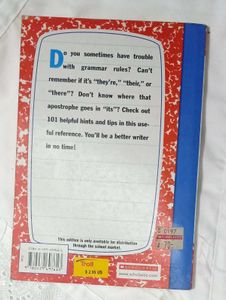 Do you sometimes have trouble
with grammar rules? Can't
remember if it's "they're," "their," or
"there"? Don't know where that
apostrophe goes in "its"? Check out
101 helpful hints and tips in this use-
ful reference. You'll be a better writer
in no time!
This edition is only available for distribution
through the school market.
SCHOLASTIC